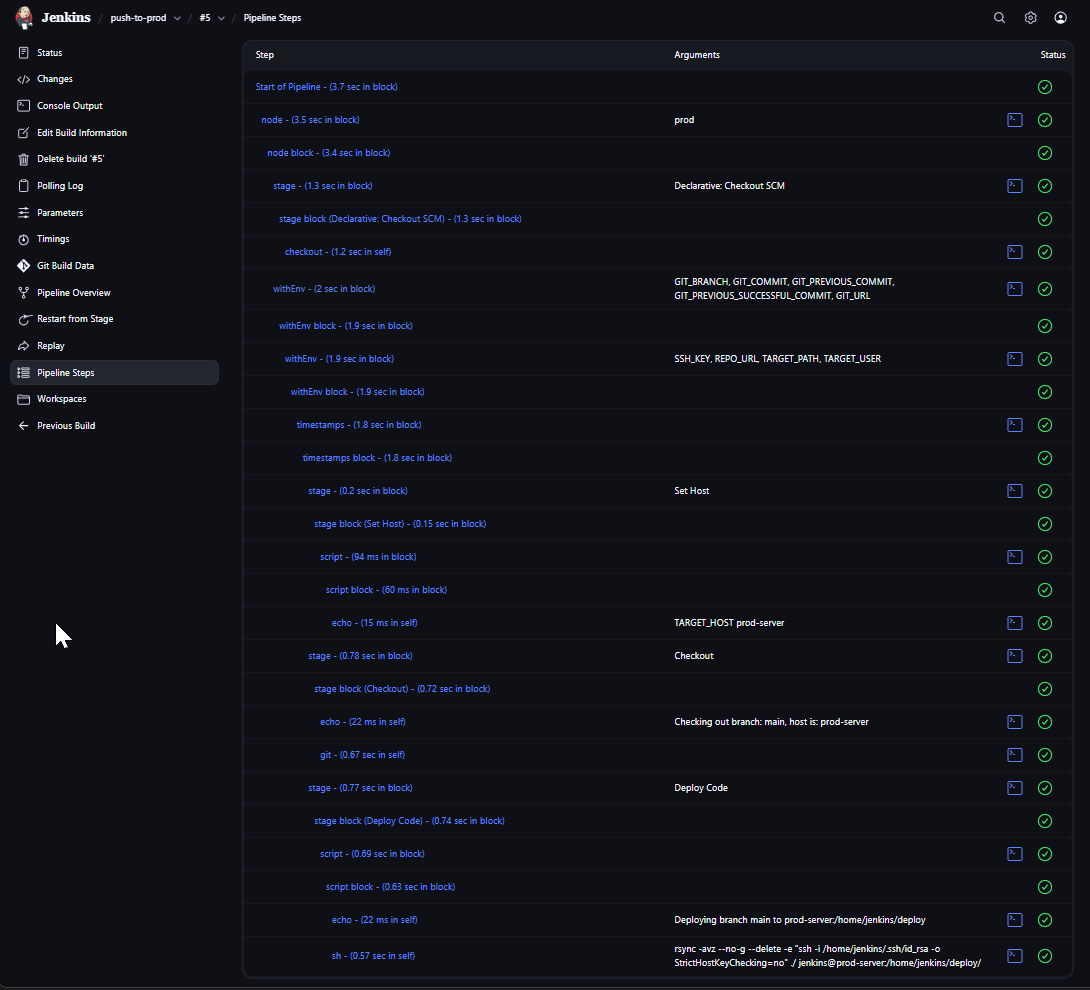 Jenkins / push-to-prod / #5 / Pipeline Steps
Status
Changes
Console Output
Edit Build Information
Delete build '#5'
Polling Log
Parameters
Timings
Git Build Data
Pipeline Overview
Restart from Stage
Replay
Pipeline Steps
Workspaces
Previous Build
Step Arguments Status
Start of Pipeline - (3.7 sec in block)
node - (3.5 sec in block) prod
node block - (3.4 sec in block)
stage - (1.3 sec in block) Declarative: Checkout SCM
stage block (Declarative: Checkout SCM) - (1.3 sec in block)
checkout - (1.2 sec in self)
withEnv - (2 sec in block) GIT_BRANCH, GIT_COMMIT, GIT_PREVIOUS_COMMIT,
GIT_PREVIOUS_SUCCESSFUL_COMMIT, GIT_URL
withEnv block - (1.9 sec in block)
withEnv - (1.9 sec in block) SSH_KEY, REPO_URL, TARGET_PATH, TARGET_USER
withEnv block - (1.9 sec in block)
timestamps - (1.8 sec in block)
timestamps block - (1.8 sec in block)
stage - (0.2 sec in block) Set Host
stage block (Set Host) - (0.15 sec in block)
script - (94 ms in block)
script block - (60 ms in block)
echo - (15 ms in self) TARGET_HOST prod-server
stage - (0.78 sec in block) Checkout
stage block (Checkout) - (0.72 sec in block)
echo - (22 ms in self) Checking out branch: main, host is: prod-server
git - (0.67 sec in self)
stage - (0.77 sec in block) Deploy Code
stage block (Deploy Code) - (0.74 sec in block)
script - (0.69 sec in block)
script block - (0.63 sec in block)
echo - (22 ms in self) Deploying branch main to prod-server:/home/jenkins/deploy
sh - (0.57 sec in self) rsync -avz --no-g --delete -e "ssh -i /home/jenkins/.ssh/id_rsa -o
StrictHostKeyChecking=no" ./ jenkins@prod-server:/home/jenkins/deploy/